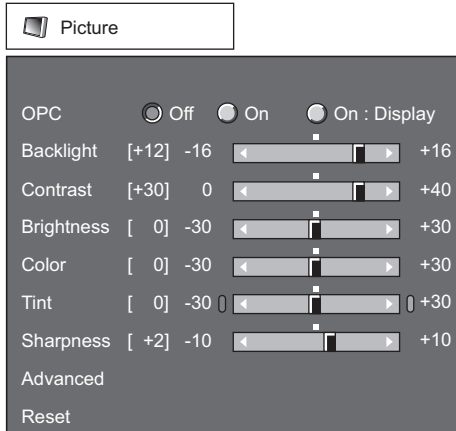 Picture
OPC Off On On : Display
Backlight [+12] -16 +16
Contrast [+30] 0 +40
Brightness [ 0] -30 +30
Color [ 0] -30 +30
Tint [ 0] -30 +30
Sharpness [ +2] -10 +10
Advanced
Reset